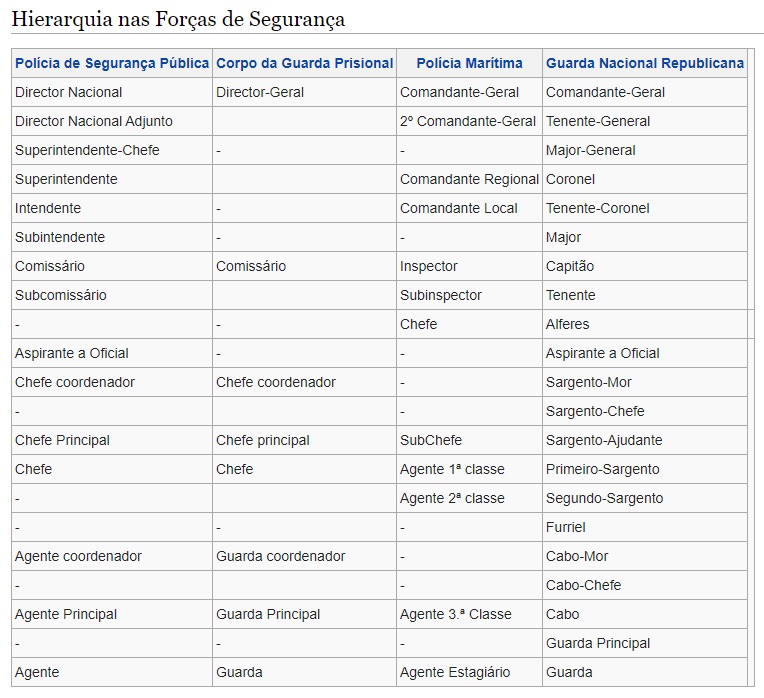 Hierarquia nas Forças de Segurança
Polícia de Segurança Pública Corpo da Guarda Prisional Polícia Marítima Guarda Nacional Republicana
Director Nacional Director-Geral Comandante-Geral Comandante-Geral
Director Nacional Adjunto 2º Comandante-Geral Tenente-General
Superintendente-Chefe - - Major-General
Superintendente Comandante Regional Coronel
Intendente - Comandante Local Tenente-Coronel
Subintendente - - Major
Comissário Comissário Inspector Capitão
Subcomissário Subinspector Tenente
- - Chefe Alferes
Aspirante a Oficial - - Aspirante a Oficial
Chefe coordenador Chefe coordenador - Sargento-Mor
- - Sargento-Chefe
Chefe Principal Chefe principal SubChefe Sargento-Ajudante
Chefe Chefe Agente 1ª classe Primeiro-Sargento
- Agente 2ª classe Segundo-Sargento
- - - Furriel
Agente coordenador Guarda coordenador - Cabo-Mor
- - Cabo-Chefe
Agente Principal Guarda Principal Agente 3.ª Classe Cabo
- - - Guarda Principal
Agente Guarda Agente Estagiário Guarda